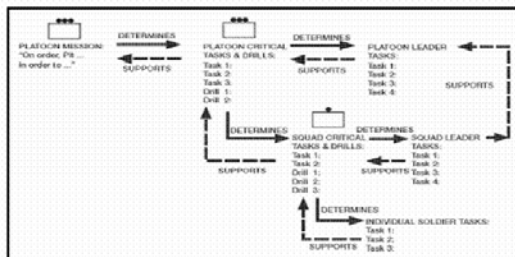 DETERMINES
DETERMINES
PLATOON MISSION:
"On order, Plt ...
in order to ..."
SUPPORTS
PLATOON CRITICAL
TASKS & DRILLS:
Task 1:
Task 2:
Task 3:
Drill 1:
Drill 2:
SUPPORTS
PLATOON LEADER
TASKS:
Task 1:
Task 2:
Task 3:
Task 4:
SUPPORTS
DETERMINES
DETERMINES
SQUAD CRITICAL
TASKS & DRILLS:
Task 1:
Task 2:
Drill 1:
Drill 2:
Drill 3:
SUPPORTS
SUPPORTS
SQUAD LEADER
TASKS:
Task 1:
Task 2:
Task 3:
Task 4:
DETERMINES
SUPPORTS
INDIVIDUAL SOLDIER TASKS:
Task 1:
Task 2:
Task 3: